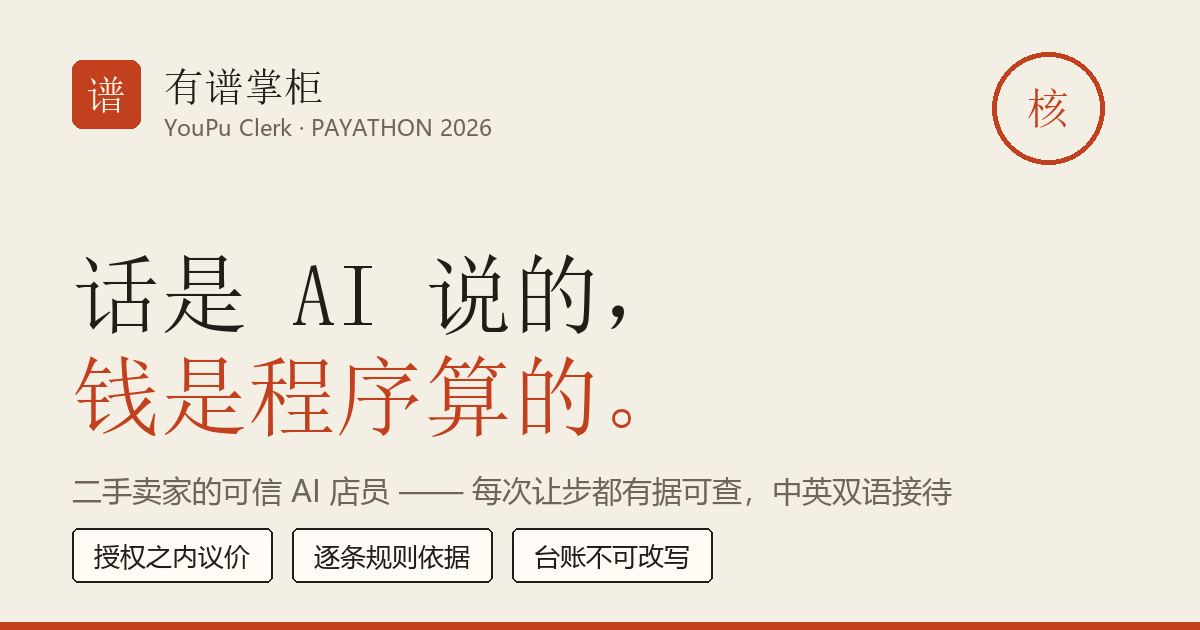 谱
有谱掌柜
YouPu Clerk · PAYATHON 2026
核
话是 AI 说的，
钱是程序算的。
二手卖家的可信 AI 店员 —— 每次让步都有据可查，中英双语接待
授权之内议价
逐条规则依据
台账不可改写